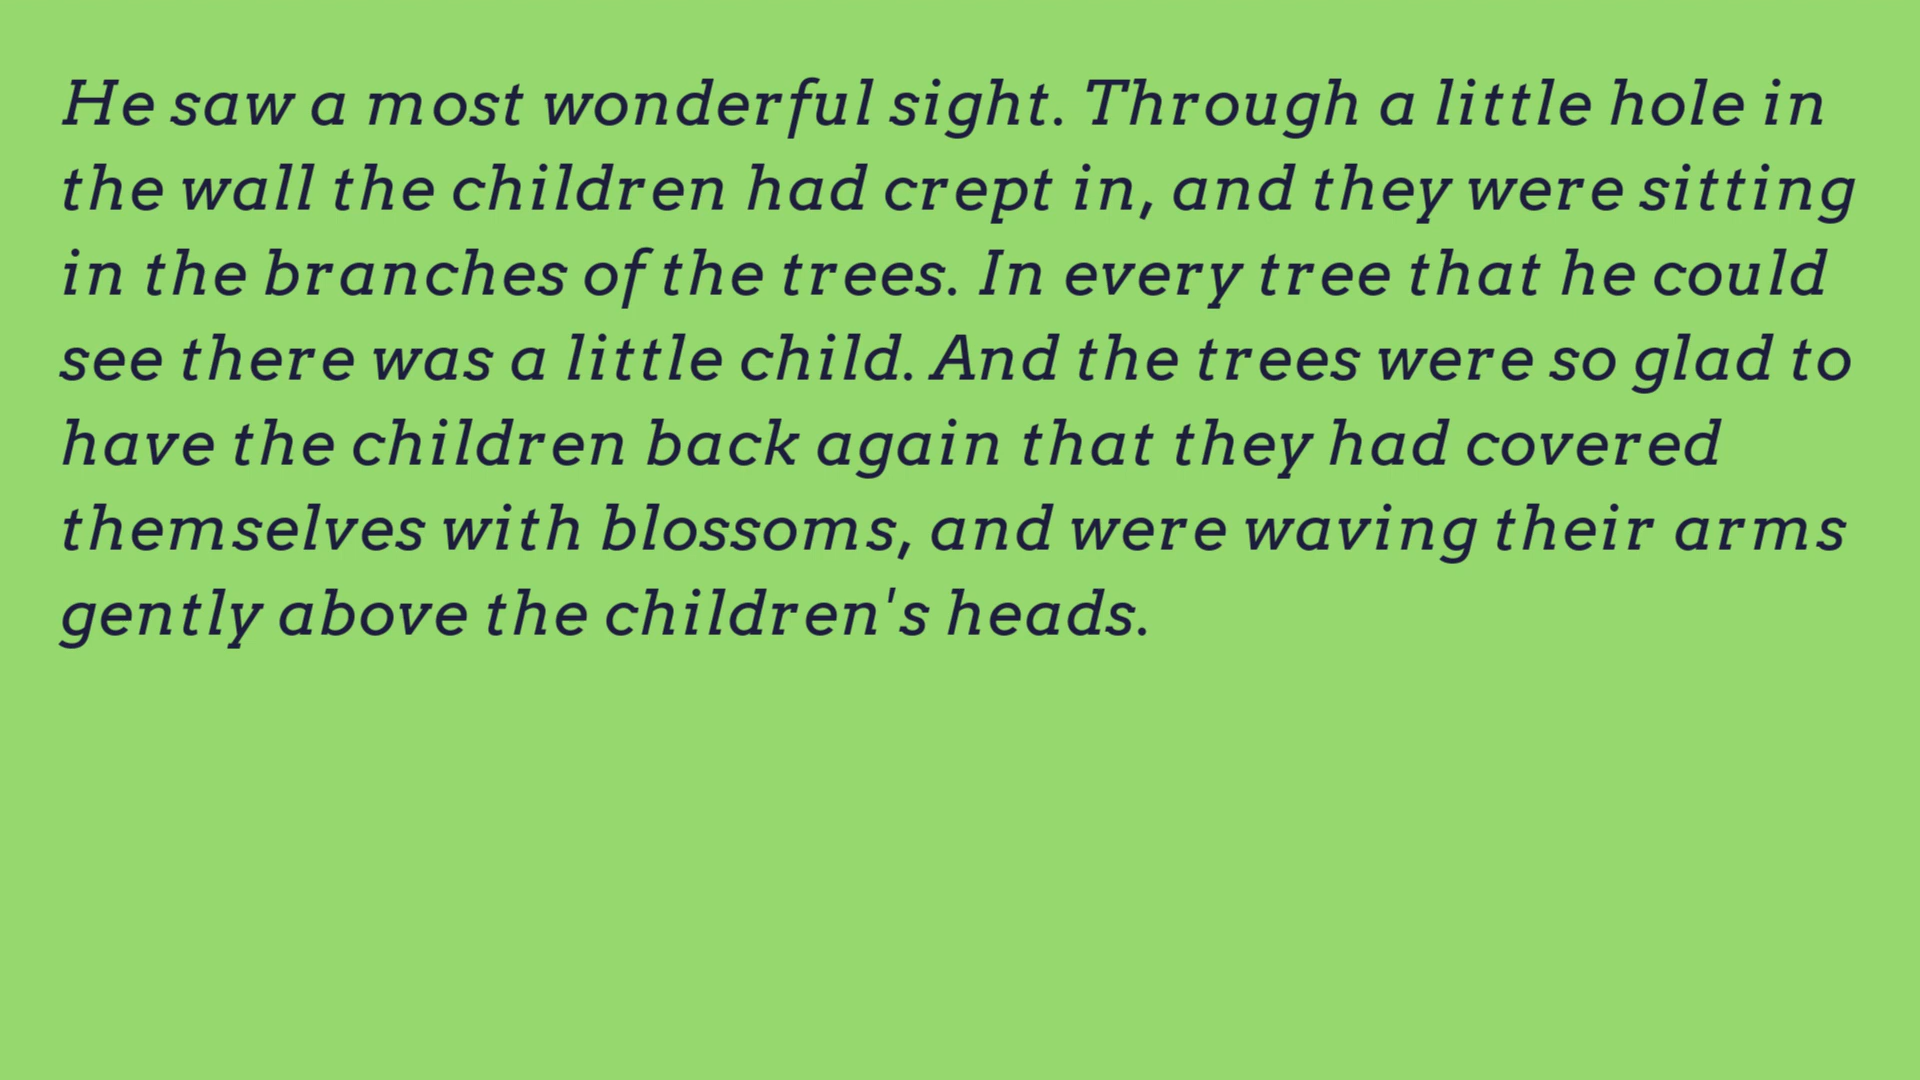 He saw a most wonderful sight. Through a little hole in
the wall the children had crept in, and they were sitting
in the branches of the trees. In every tree that he could
see there was a little child. And the trees were so glad to
have the children back again that they had covered
themselves with blossoms, and were waving their arms
gently above the children's heads.